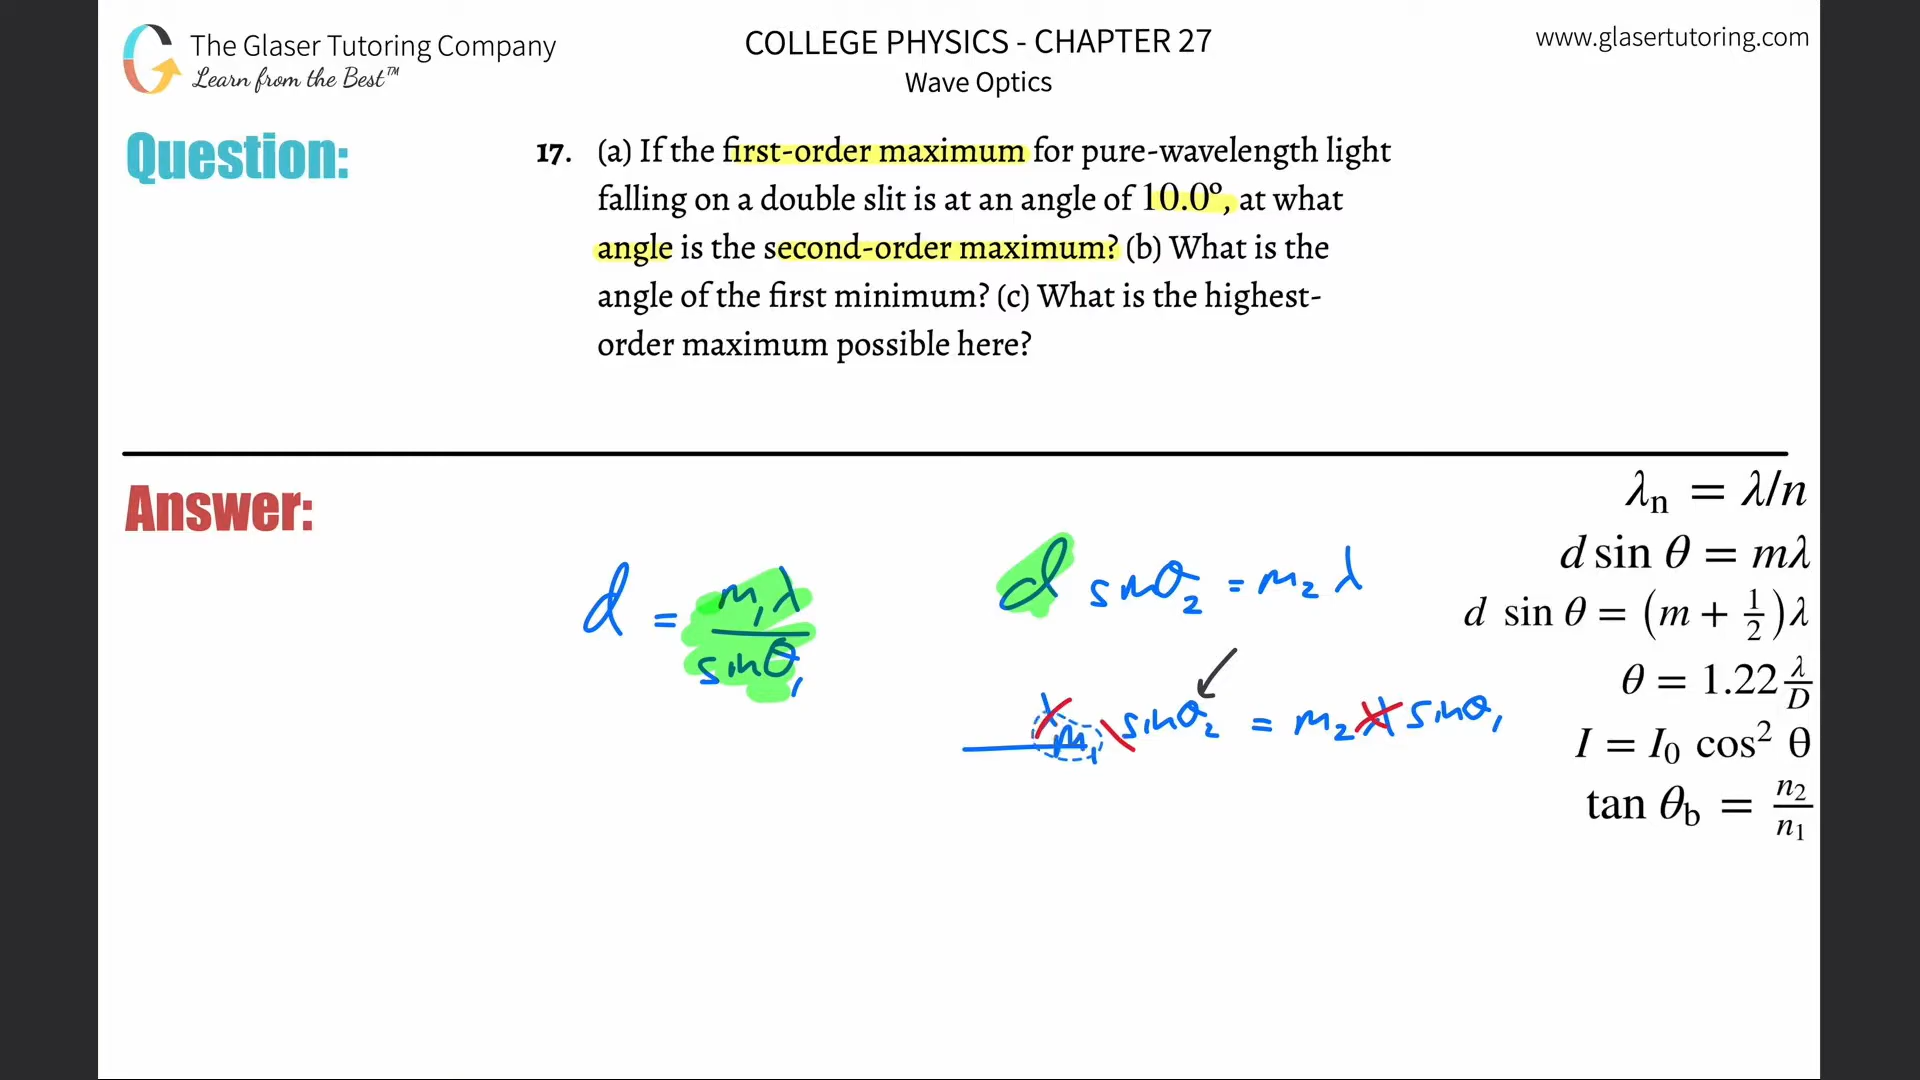 The Glaser Tutoring Company
Learn from the Best™
COLLEGE PHYSICS - CHAPTER 27
Wave Optics
www.glasertutoring.com
Question:
17. (a) If the first-order maximum for pure-wavelength light
falling on a double slit is at an angle of 10.0º, at what
angle is the second-order maximum? (b) What is the
angle of the first minimum? (c) What is the highest-
order maximum possible here?
Answer:
d = m₁λ / sinθ₁
d sinθ₂ = m₂ λ
λ m₁ sinθ₂ = m₂ λ sinθ₁
λₙ = λ/n
d sin θ = mλ
d sin θ = (m + 1/2)λ
θ = 1.22 λ/D
I = I₀ cos² θ
tan θb = n₂/n₁